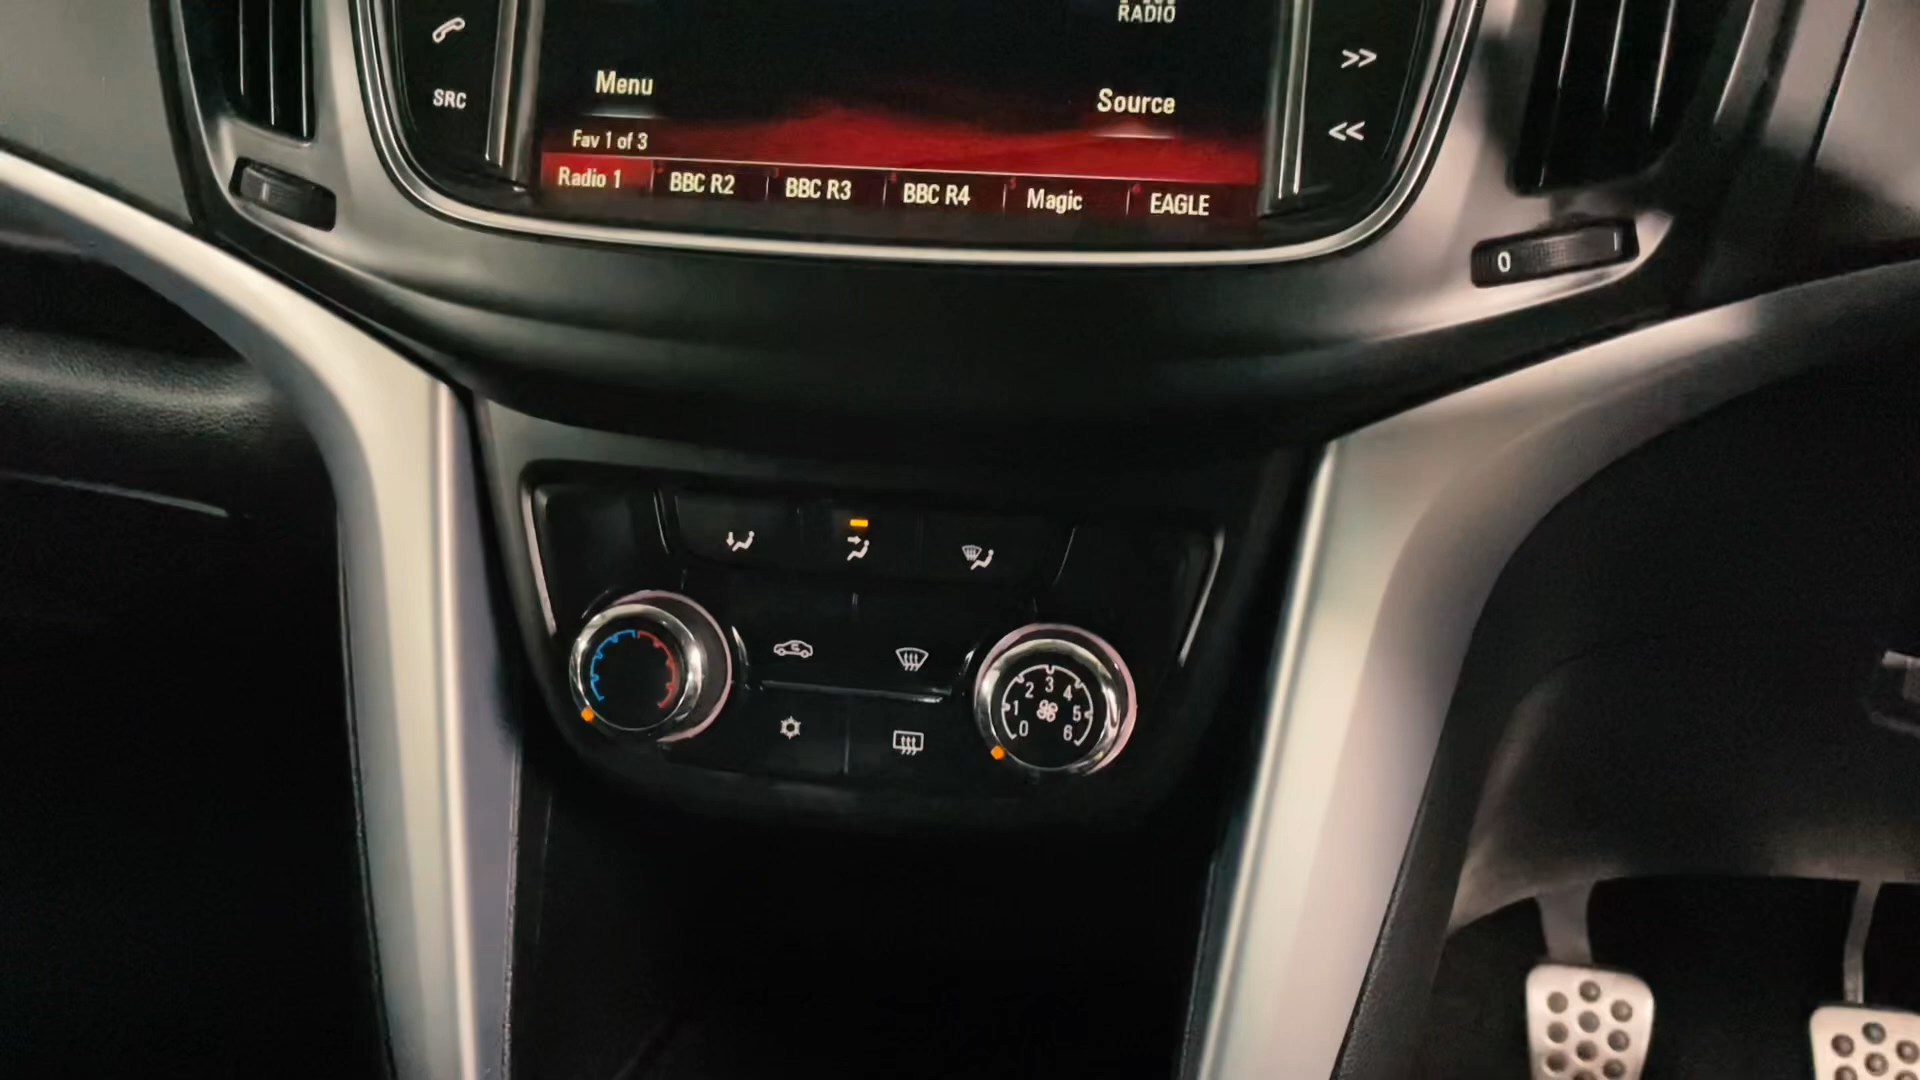 RADIO
Menu
Source
SRC
>>
<<
Fav 1 of 3
Radio 1 BBC R2 BBC R3 BBC R4 Magic EAGLE
0
0 1 2 3 4 5 6